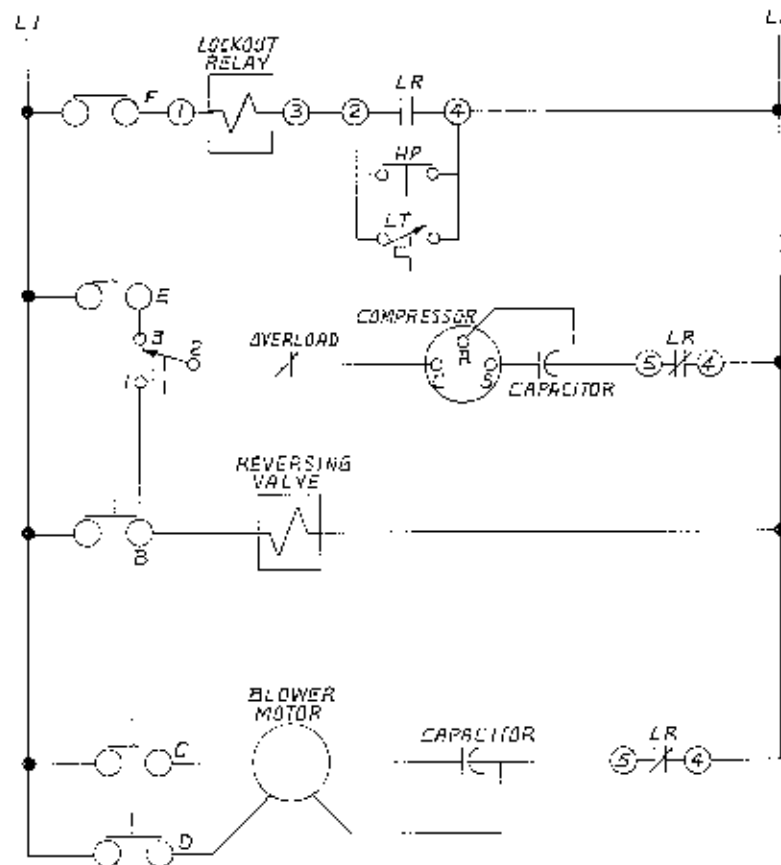 L1
L
LOCKOUT
RELAY
F
1
3
2
LR
4
HP
LT
E
3
2
1
OVERLOAD
COMPRESSOR
C
R
S
CAPACITOR
5
LR
4
REVERSING
VALVE
B
BLOWER
MOTOR
C
CAPACITOR
5
LR
4
D